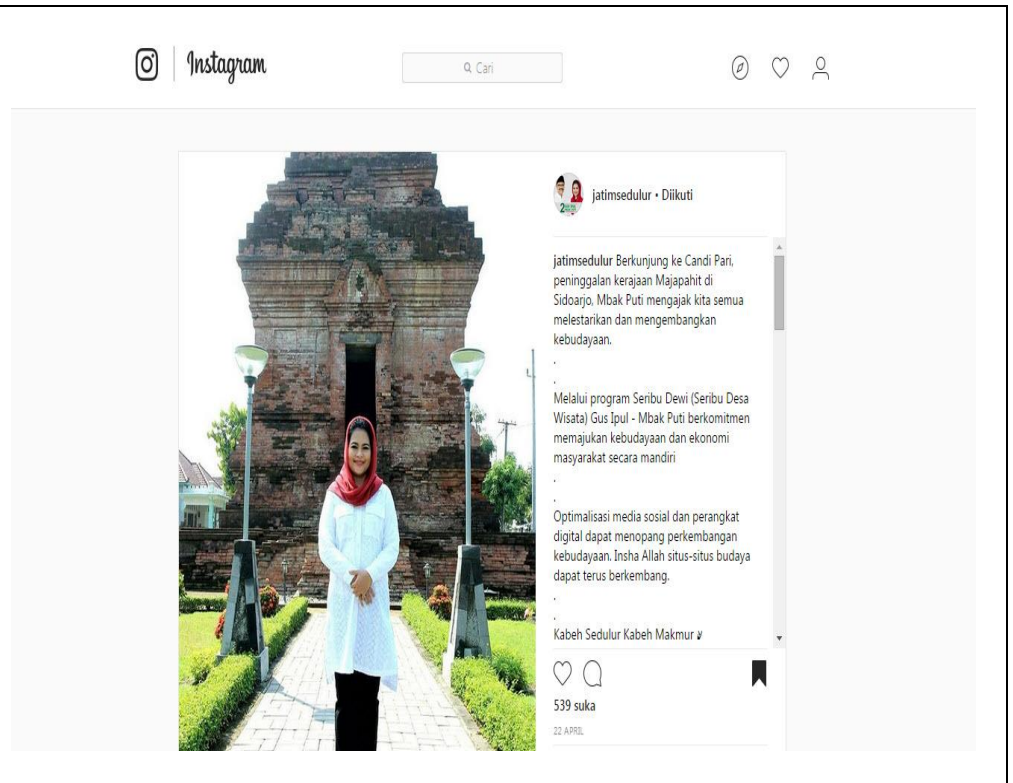 Instagram
Cari
jatimsedulur • Diikuti
jatimsedulur Berkunjung ke Candi Pari,
peninggalan kerajaan Majapahit di
Sidoarjo, Mbak Puti mengajak kita semua
melestarikan dan mengembangkan
kebudayaan.
.
.
Melalui program Seribu Dewi (Seribu Desa
Wisata) Gus Ipul - Mbak Puti berkomitmen
memajukan kebudayaan dan ekonomi
masyarakat secara mandiri
.
.
Optimalisasi media sosial dan perangkat
digital dapat menopang perkembangan
kebudayaan. Insha Allah situs-situs budaya
dapat terus berkembang.
.
.
Kabeh Sedulur Kabeh Makmur
539 suka
22 APRIL